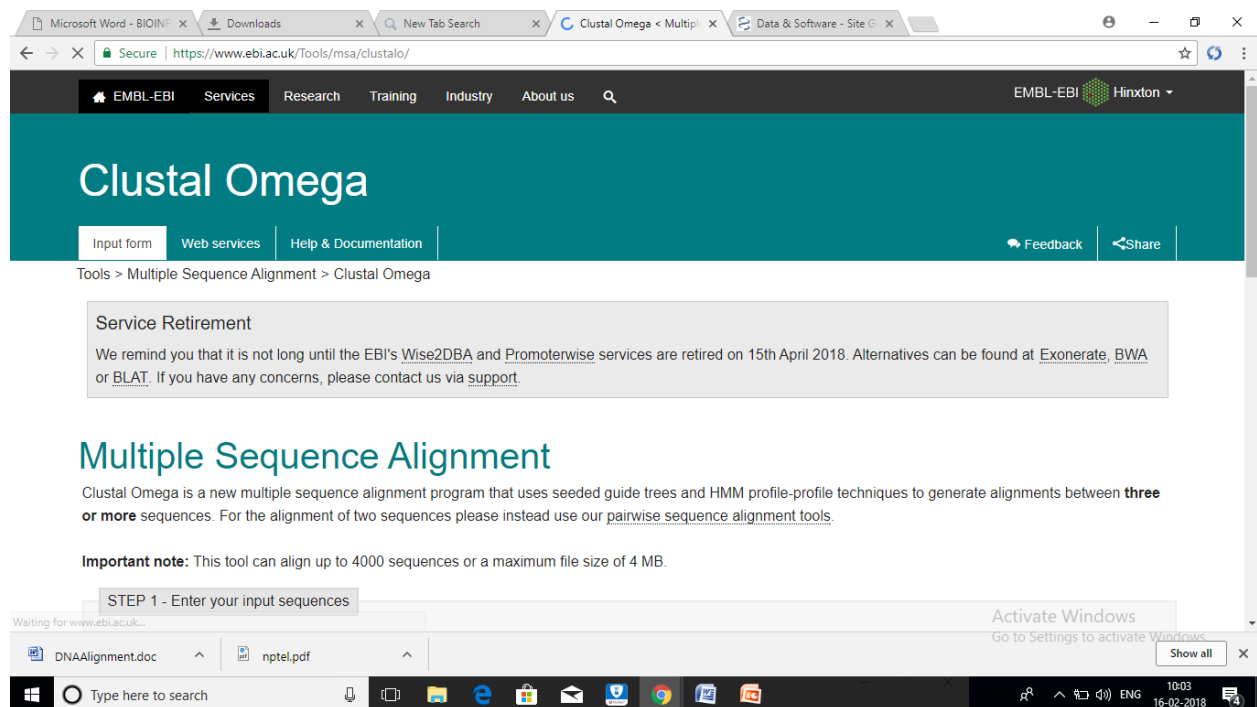 Microsoft Word - BIOINF
Downloads
New Tab Search
Clustal Omega < Multipl
Data & Software - Site G
Secure | https://www.ebi.ac.uk/Tools/msa/clustalo/
EMBL-EBI Services Research Training Industry About us
EMBL-EBI Hinxton
Clustal Omega
Input form Web services Help & Documentation
Feedback Share
Tools > Multiple Sequence Alignment > Clustal Omega
Service Retirement
We remind you that it is not long until the EBI's Wise2DBA and Promoterwise services are retired on 15th April 2018. Alternatives can be found at Exonerate, BWA
or BLAT. If you have any concerns, please contact us via support.
Multiple Sequence Alignment
Clustal Omega is a new multiple sequence alignment program that uses seeded guide trees and HMM profile-profile techniques to generate alignments between three
or more sequences. For the alignment of two sequences please instead use our pairwise sequence alignment tools.
Important note: This tool can align up to 4000 sequences or a maximum file size of 4 MB.
STEP 1 - Enter your input sequences
Waiting for www.ebi.ac.uk...
Activate Windows
Go to Settings to activate Windows.
DNAAlignment.doc
nptel.pdf
Show all
Type here to search
ENG
10:03
16-02-2018
4